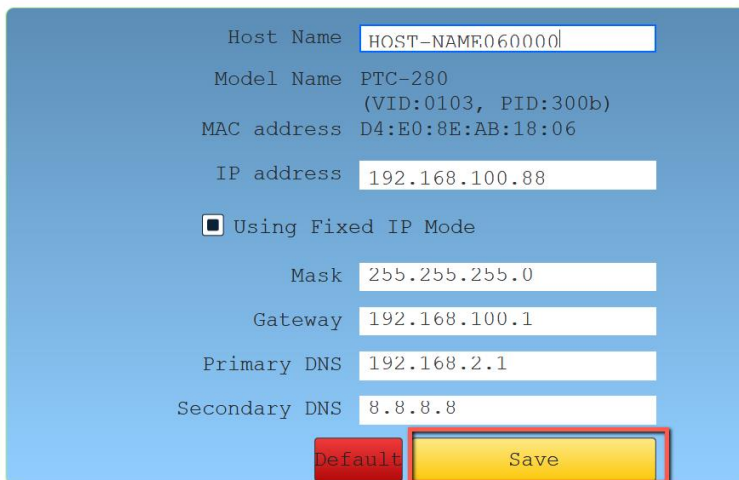 Host Name HOST-NAME060000
Model Name PTC-280
(VID:0103, PID:300b)
MAC address D4:E0:8E:AB:18:06
IP address 192.168.100.88
Using Fixed IP Mode
Mask 255.255.255.0
Gateway 192.168.100.1
Primary DNS 192.168.2.1
Secondary DNS 8.8.8.8
Default Save